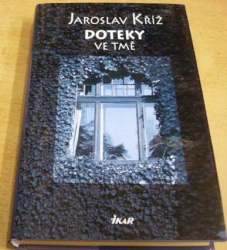 JAROSLAV KŘÍŽ
DOTEKY
VE TMĚ
IKAR